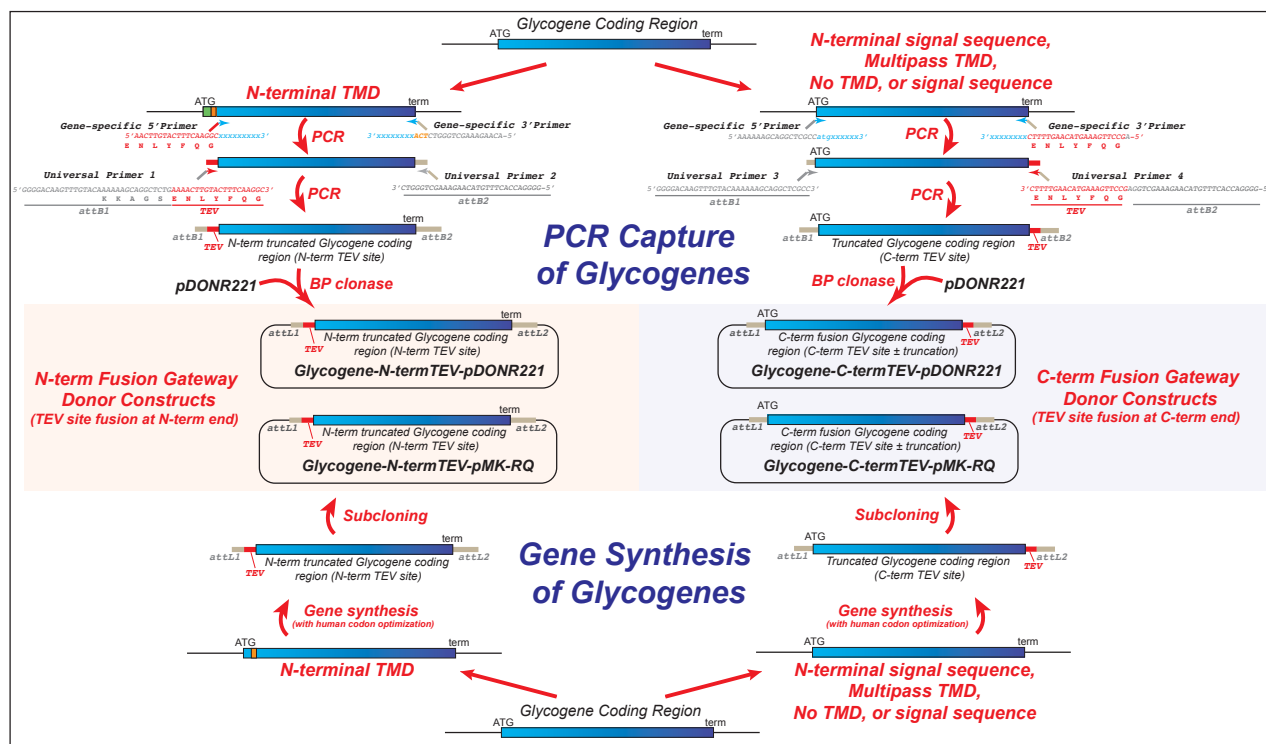 Glycogene Coding Region
ATG
term
N-terminal TMD
N-terminal signal sequence,
Multipass TMD,
No TMD, or signal sequence
ATG
term
Gene-specific 5'Primer
5'AACTTGTACTTTCAAGGCxxxxxxxxx3'
E N L Y F Q G
PCR
Gene-specific 3'Primer
3'xxxxxxxxACTCTGGGTCGAAAGAACA-5'
Universal Primer 1
5'GGGGACAAGTTTGTACAAAAAAGCAGGCTCTGAAAACTTGTACTTTCAAGGC3'
K K A G S E N L Y F Q G
attB1
TEV
PCR
Universal Primer 2
3'CTGGGTCGAAAGAACATGTTTCACCAGGGG-5'
attB2
term
attB1
TEV
N-term truncated Glycogene coding
region (N-term TEV site)
attB2
pDONR221
BP clonase
ATG
term
Gene-specific 5'Primer
5'AAAAAAGCAGGCTCGCCatgxxxxxx3'
PCR
Gene-specific 3'Primer
3'xxxxxxxxCTTTTGAACATGAAAGTTCCGA-5'
E N L Y F Q G
ATG
Universal Primer 3
5'GGGGACAAGTTTGTACAAAAAAGCAGGCTCGCC3'
attB1
PCR
Universal Primer 4
3'CTTTTGAACATGAAAGTTCCGAGGTCGAAAGAACATGTTTCACCAGGGG-5'
E N L Y F Q G
TEV
attB2
ATG
attB1
Truncated Glycogene coding region
(C-term TEV site)
TEV
attB2
BP clonase
pDONR221
PCR Capture
of Glycogenes
N-term Fusion Gateway
Donor Constructs
(TEV site fusion at N-term end)
term
attL1
TEV
N-term truncated Glycogene coding
region (N-term TEV site)
attL2
Glycogene-N-termTEV-pDONR221
term
attL1
TEV
N-term truncated Glycogene coding
region (N-term TEV site)
attL2
Glycogene-N-termTEV-pMK-RQ
ATG
attL1
C-term fusion Glycogene coding
region (C-term TEV site ± truncation)
TEV
attL2
Glycogene-C-termTEV-pDONR221
ATG
attL1
C-term fusion Glycogene coding
region (C-term TEV site ± truncation)
TEV
attL2
Glycogene-C-termTEV-pMK-RQ
C-term Fusion Gateway
Donor Constructs
(TEV site fusion at C-term end)
Subcloning
term
attL1
TEV
N-term truncated Glycogene coding
region (N-term TEV site)
attL2
Gene synthesis
(with human codon optimization)
ATG
term
N-terminal TMD
Gene Synthesis
of Glycogenes
Subcloning
ATG
attL1
Truncated Glycogene coding region
(C-term TEV site)
TEV
attL2
Gene synthesis
(with human codon optimization)
ATG
term
N-terminal signal sequence,
Multipass TMD,
No TMD, or signal sequence
Glycogene Coding Region
ATG
term